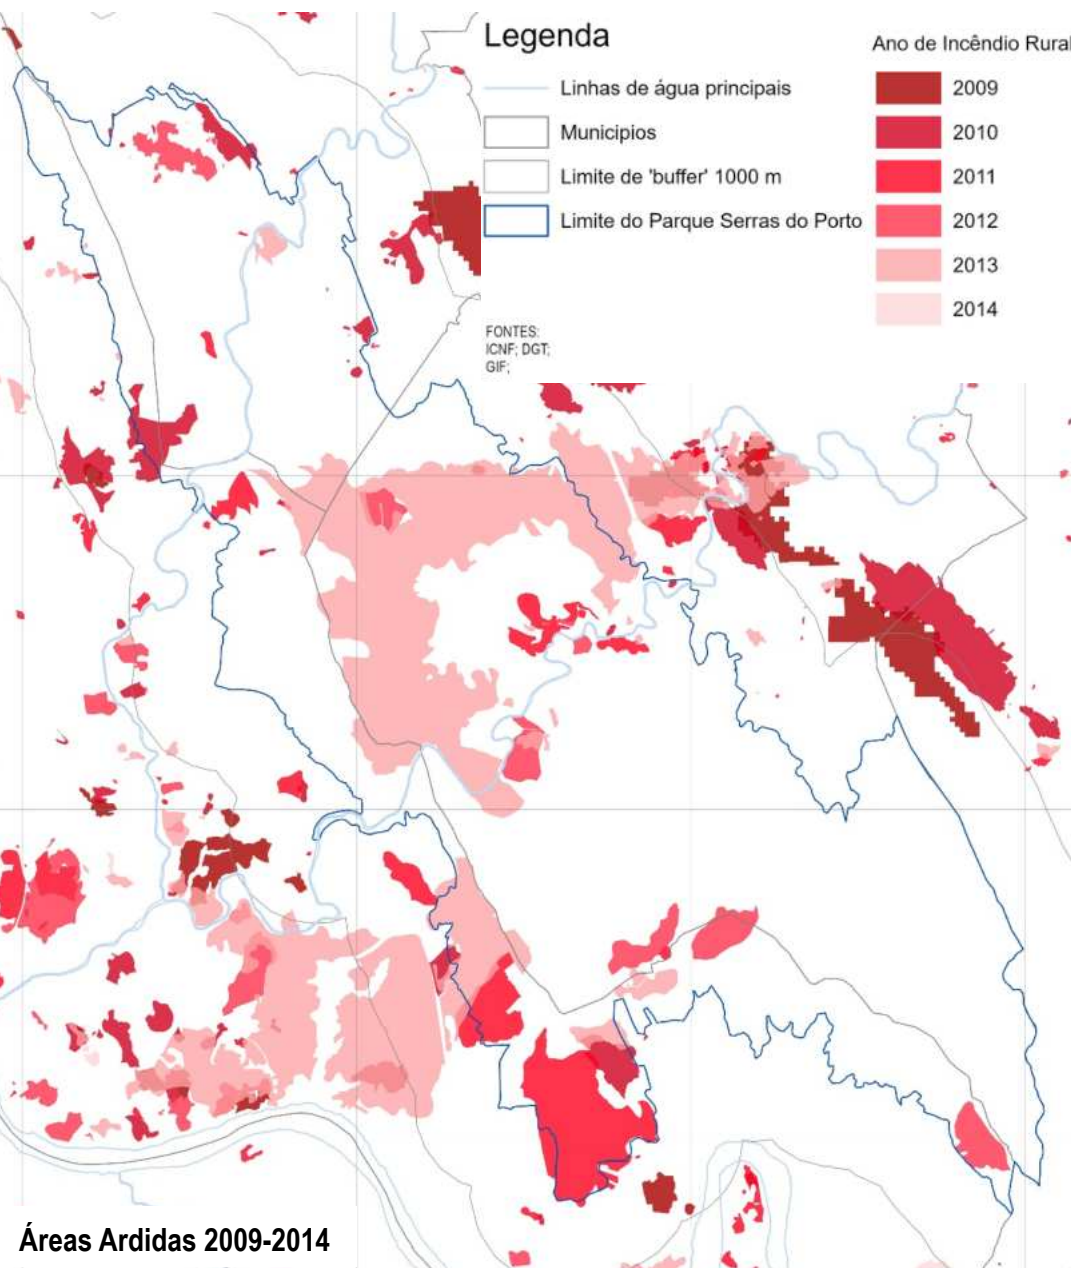 Legenda
Linhas de água principais
Municipios
Limite de 'buffer' 1000 m
Limite do Parque Serras do Porto
FONTES:
ICNF; DGT;
GIF;
Ano de Incêndio Rural
2009
2010
2011
2012
2013
2014
Áreas Ardidas 2009-2014